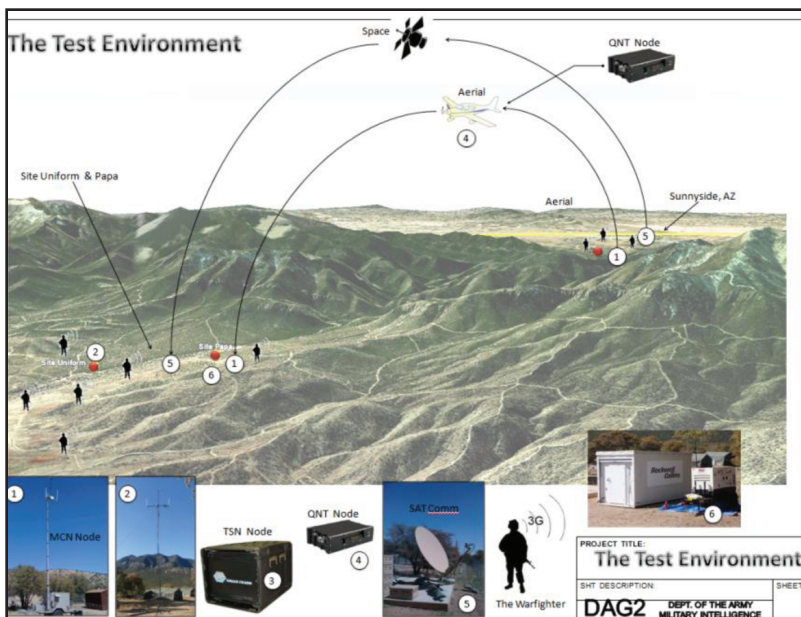 The Test Environment
Space
QNT Node
Aerial
4
Site Uniform & Papa
Aerial
Sunnyside, AZ
5
1
2
Site Uniform
5
Site Papa
6
1
1
MCN Node
2
TSN Node
3
QNT Node
4
SAT Comm
5
3G
The Warfighter
Rockwell
Collins
6
PROJECT TITLE:
The Test Environment
SHT DESCRIPTION:
SHEET
DAG2
DEPT. OF THE ARMY
MILITARY INTELLIGENCE